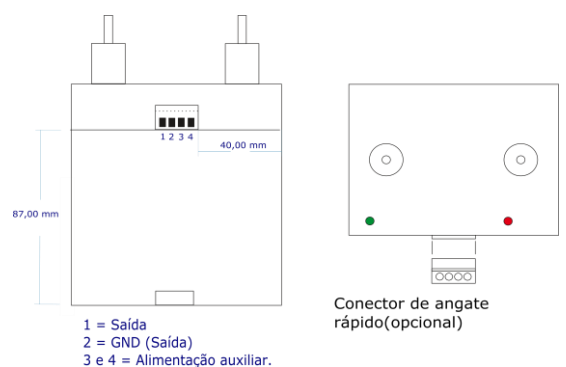 1 2 3 4
40,00 mm
87,00 mm
1 = Saída
2 = GND (Saída)
3 e 4 = Alimentação auxiliar.
Conector de angate
rápido(opcional)